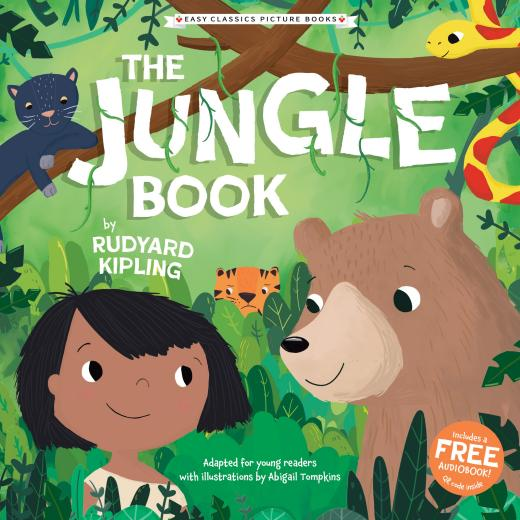 EASY CLASSICS PICTURE BOOKS
THE
JUNGLE
BOOK
by
RUDYARD
KIPLING
Adapted for young readers
with illustrations by Abigail Tompkins
Includes a
FREE
AUDIOBOOK!
QR code inside